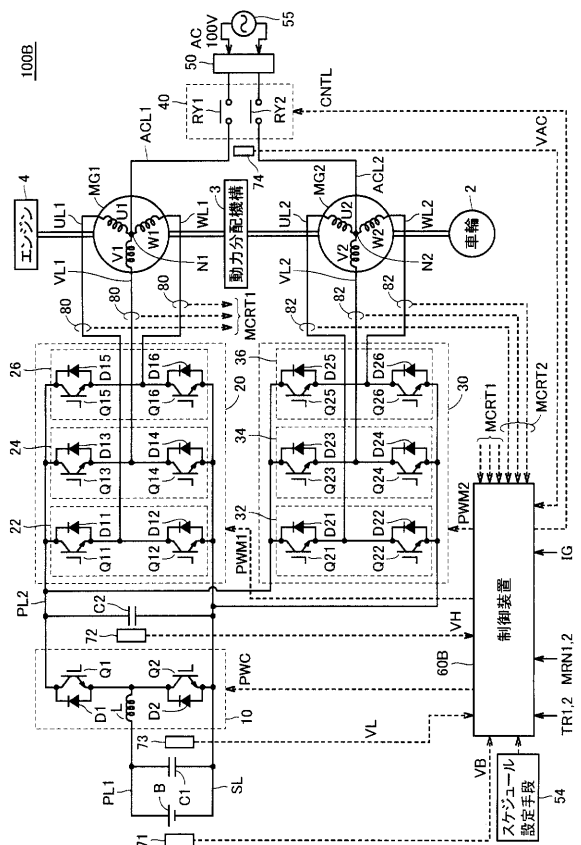 100B
エンジン
4
AC
100V
55
50
40
RY1
RY2
CNTL
ACL1
VAC
74
ACL2
MG1
UL1
U1
V1
W1
WL1
VL1
N1
3
動力分配機構
MG2
UL2
U2
V2
W2
WL2
VL2
N2
2
車輪
80
80
80
MCRT1
82
82
82
26
D15
D16
Q15
Q16
20
24
D13
D14
Q13
Q14
22
D11
D12
Q11
Q12
36
D25
D26
Q25
Q26
30
34
D23
D24
Q23
Q24
32
D21
D22
Q21
Q22
MCRT1
MCRT2
PWM2
PWM1
PL2
C2
72
VH
制御装置
60B
IG
MRN1,2
TR1,2
Q1
Q2
D1
D2
L
10
PWC
73
VL
PL1
B
C1
SL
71
VB
スケジュール
設定手段
54